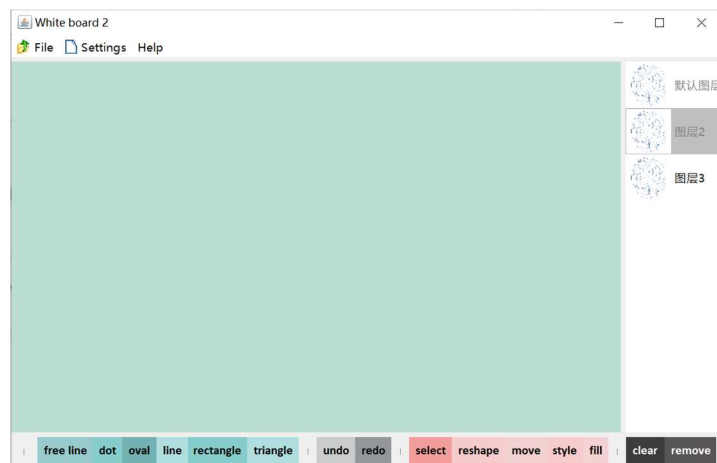 White board 2
File Settings Help
默认图层
图层2
图层3
free line dot oval line rectangle triangle undo redo select reshape move style fill clear remove